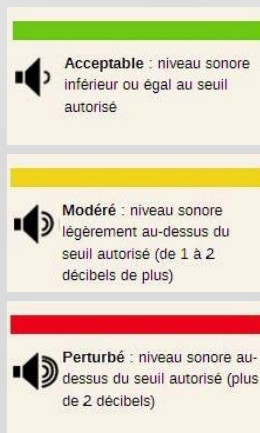 Acceptable : niveau sonore
inférieur ou égal au seuil
autorisé
Modéré : niveau sonore
légèrement au-dessus du
seuil autorisé (de 1 à 2
décibels de plus)
Perturbé : niveau sonore au-
dessus du seuil autorisé (plus
de 2 décibels)